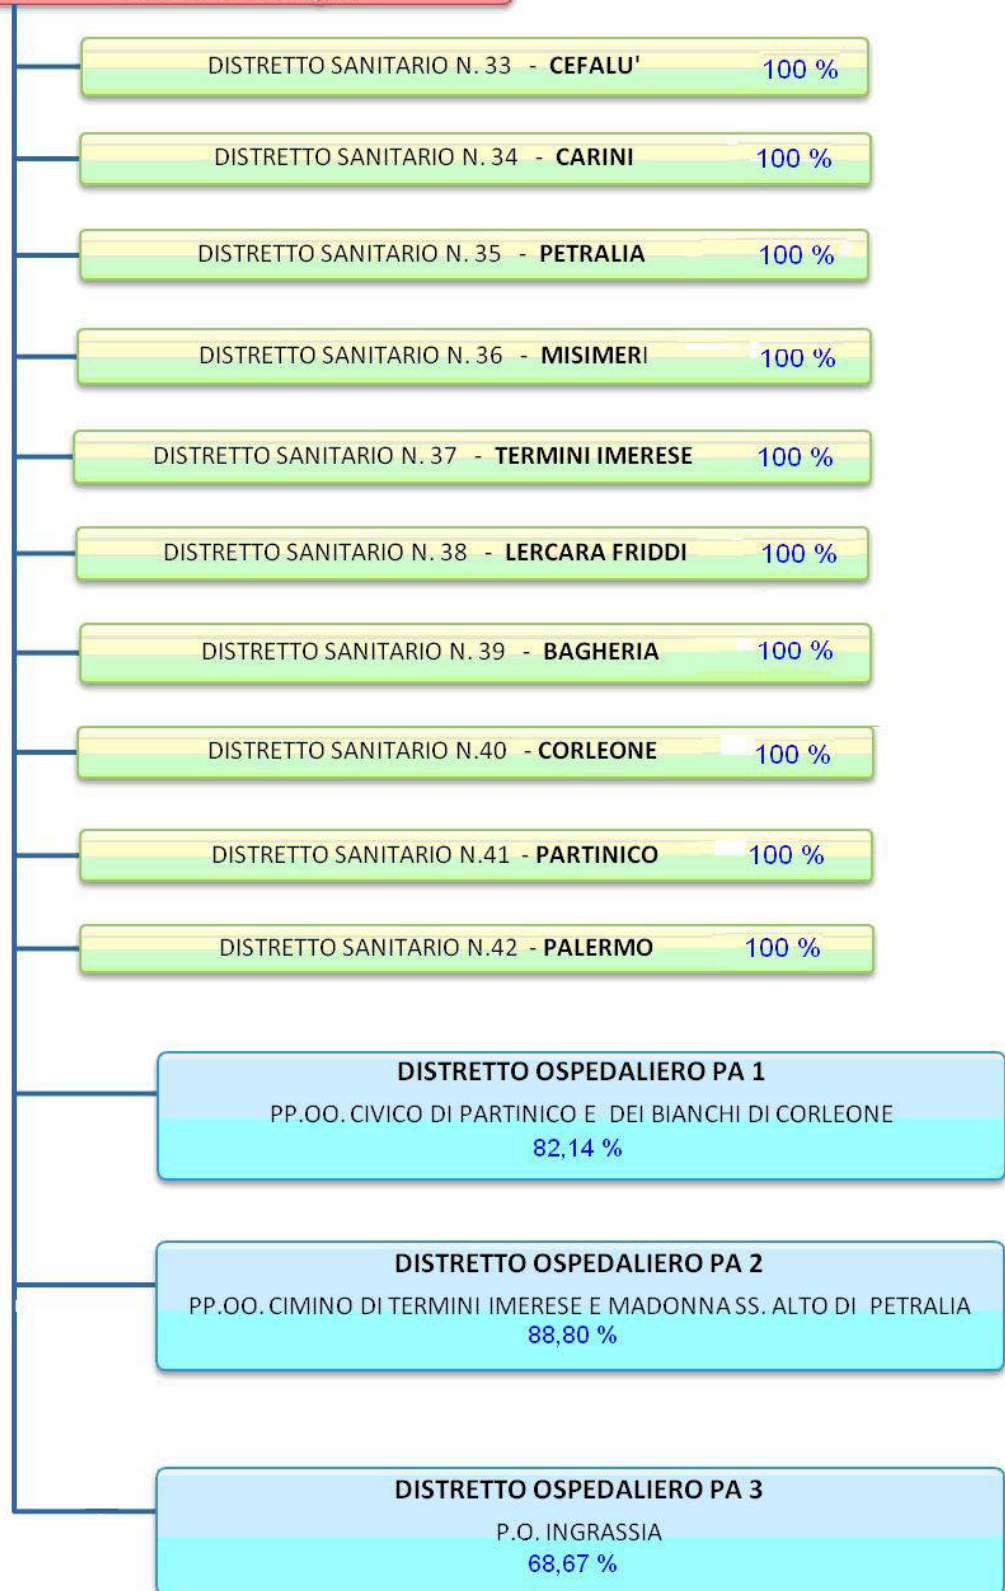 DISTRETTO SANITARIO N. 33 - CEFALU' 100 %
DISTRETTO SANITARIO N. 34 - CARINI 100 %
DISTRETTO SANITARIO N. 35 - PETRALIA 100 %
DISTRETTO SANITARIO N. 36 - MISIMERI 100 %
DISTRETTO SANITARIO N. 37 - TERMINI IMERESE 100 %
DISTRETTO SANITARIO N. 38 - LERCARA FRIDDI 100 %
DISTRETTO SANITARIO N. 39 - BAGHERIA 100 %
DISTRETTO SANITARIO N.40 - CORLEONE 100 %
DISTRETTO SANITARIO N.41 - PARTINICO 100 %
DISTRETTO SANITARIO N.42 - PALERMO 100 %
DISTRETTO OSPEDALIERO PA 1
PP.OO. CIVICO DI PARTINICO E DEI BIANCHI DI CORLEONE
82,14 %
DISTRETTO OSPEDALIERO PA 2
PP.OO. CIMINO DI TERMINI IMERESE E MADONNA SS. ALTO DI PETRALIA
88,80 %
DISTRETTO OSPEDALIERO PA 3
P.O. INGRASSIA
68,67 %